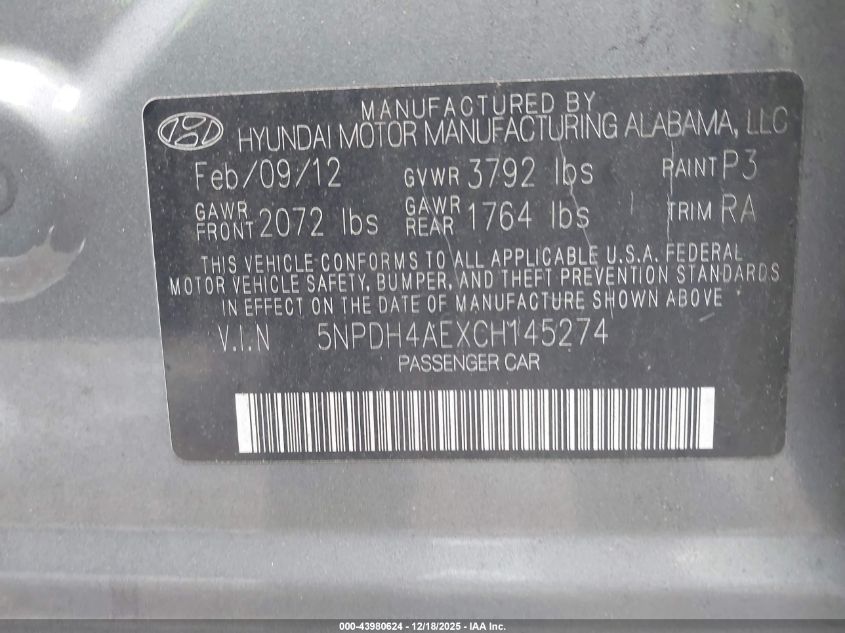 MANUFACTURED BY
HYUNDAI MOTOR MANUFACTURING ALABAMA, LLC
Feb/09/12 GVWR 3792 lbs PAINT P3
GAWR FRONT 2072 lbs GAWR REAR 1764 lbs TRIM RA
THIS VEHICLE CONFORMS TO ALL APPLICABLE U.S.A. FEDERAL
MOTOR VEHICLE SAFETY, BUMPER, AND THEFT PREVENTION STANDARDS
IN EFFECT ON THE DATE OF MANUFACTURE SHOWN ABOVE
V.I.N 5NPDH4AEXCH145274
PASSENGER CAR
000-43980624 - 12/18/2025 - IAA Inc.